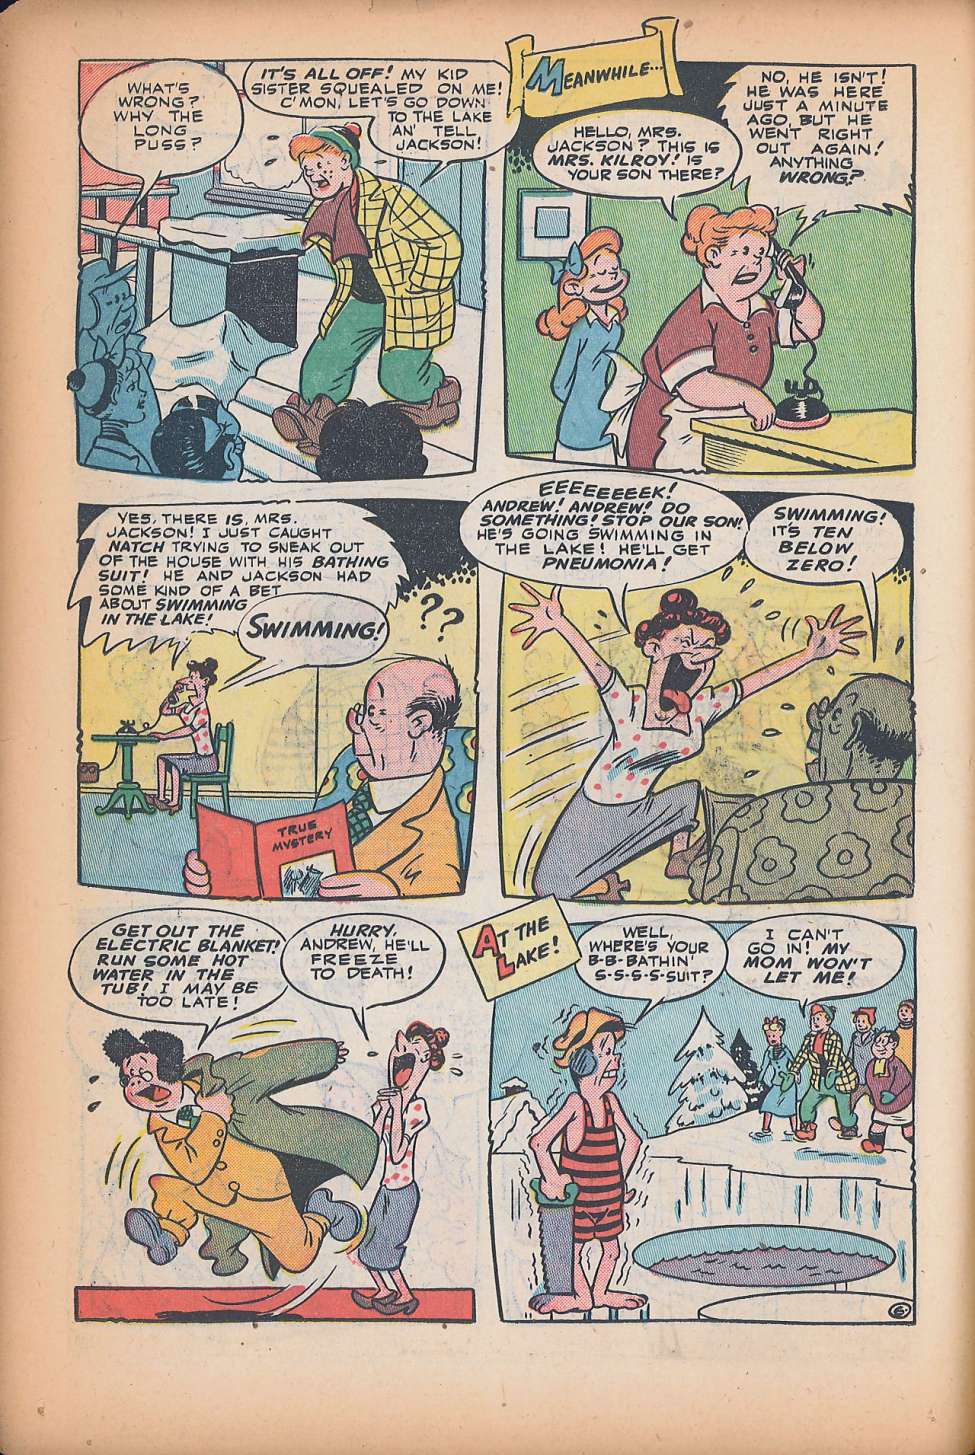 WHAT'S
WRONG?
WHY THE
LONG
PUSS?
IT'S ALL OFF! MY KID
SISTER SQUEALED ON ME!
C'MON, LET'S GO DOWN
TO THE LAKE
AN' TELL
JACKSON!
MEANWHILE...
HELLO, MRS.
JACKSON? THIS IS
MRS. KILROY! IS
YOUR SON THERE?
NO, HE ISN'T!
HE WAS HERE
JUST A MINUTE
AGO, BUT HE
WENT RIGHT
OUT AGAIN!
ANYTHING
WRONG?
YES, THERE IS, MRS.
JACKSON! I JUST CAUGHT
NATCH TRYING TO SNEAK OUT
OF THE HOUSE WITH HIS BATHING
SUIT! HE AND JACKSON HAD
SOME KIND OF A BET
ABOUT SWIMMING
IN THE LAKE!
SWIMMING!
??
TRUE
MYSTERY
EEEEEEEEK!
ANDREW! ANDREW! DO
SOMETHING! STOP OUR SON!
HE'S GOING SWIMMING IN
THE LAKE! HE'LL GET
PNEUMONIA!
SWIMMING!
IT'S TEN
BELOW
ZERO!
GET OUT THE
ELECTRIC BLANKET!
RUN SOME HOT
WATER IN THE
TUB! I MAY BE
TOO LATE!
HURRY,
ANDREW, HE'LL
FREEZE
TO DEATH!
AT THE
LAKE!
WELL,
WHERE'S YOUR
B-B-BATHIN'
S-S-S-S-SUIT?
I CAN'T
GO IN! MY
MOM WON'T
LET ME!
6